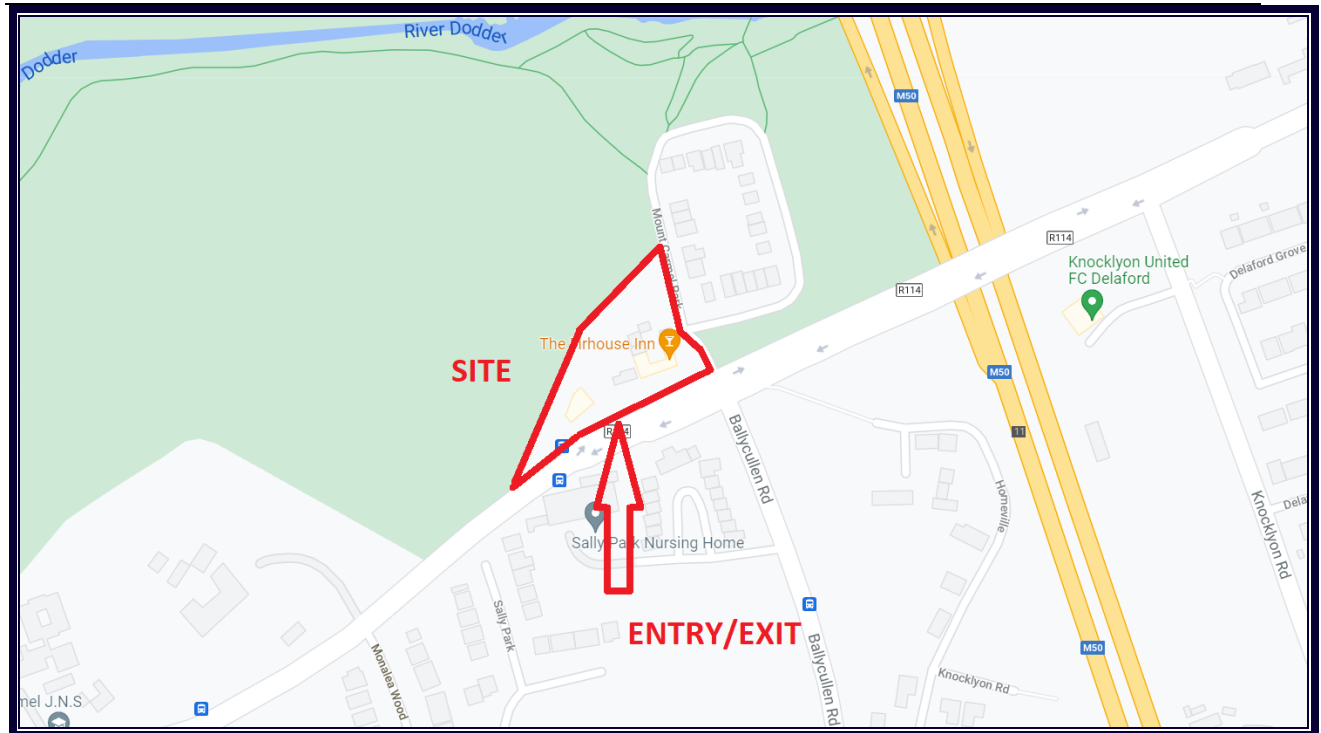 River Dodder
Dodder
M50
Mount Carmel Park
R114
Knocklyon United
FC Delaford
Delaford Grove
R114
The Firhouse Inn
SITE
M50
11
Ballycullen Rd
Homeville
Knocklyon Rd
Sally Park Nursing Home
ENTRY/EXIT
Sally Park
Monalea Wood
Ballycullen Rd
M50
Knocklyon Rd
nel J.N.S